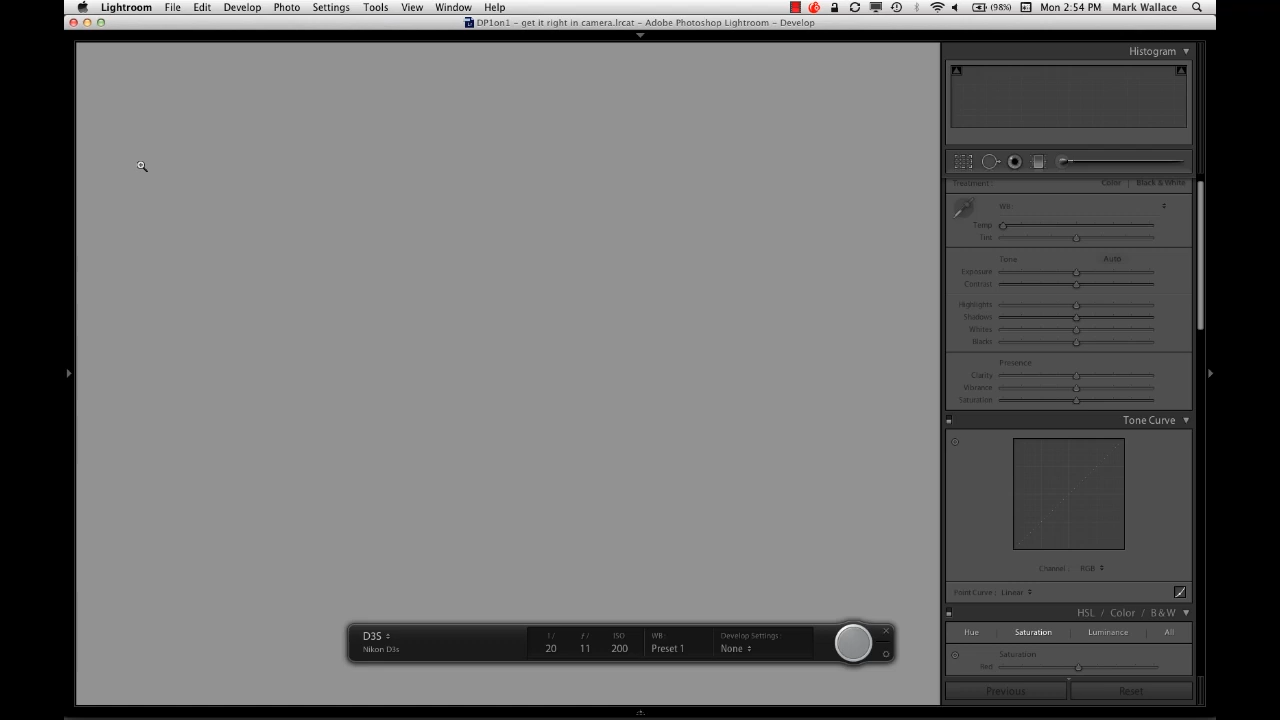 Lightroom File Edit Develop Photo Settings Tools View Window Help (98%) Mon 2:54 PM Mark Wallace
DP1on1 - get it right in camera.lrcat - Adobe Photoshop Lightroom - Develop
Histogram
Treatment : Color | Black & White
WB:
Temp
Tint
Tone Auto
Exposure
Contrast
Highlights
Shadows
Whites
Blacks
Presence
Clarity
Vibrance
Saturation
Tone Curve
Channel : RGB
Point Curve : Linear
HSL / Color / B & W
Hue Saturation Luminance All
Saturation
Red
Previous Reset
D3S
Nikon D3s
1 / ƒ / ISO WB: Develop Settings:
20 11 200 Preset 1 None